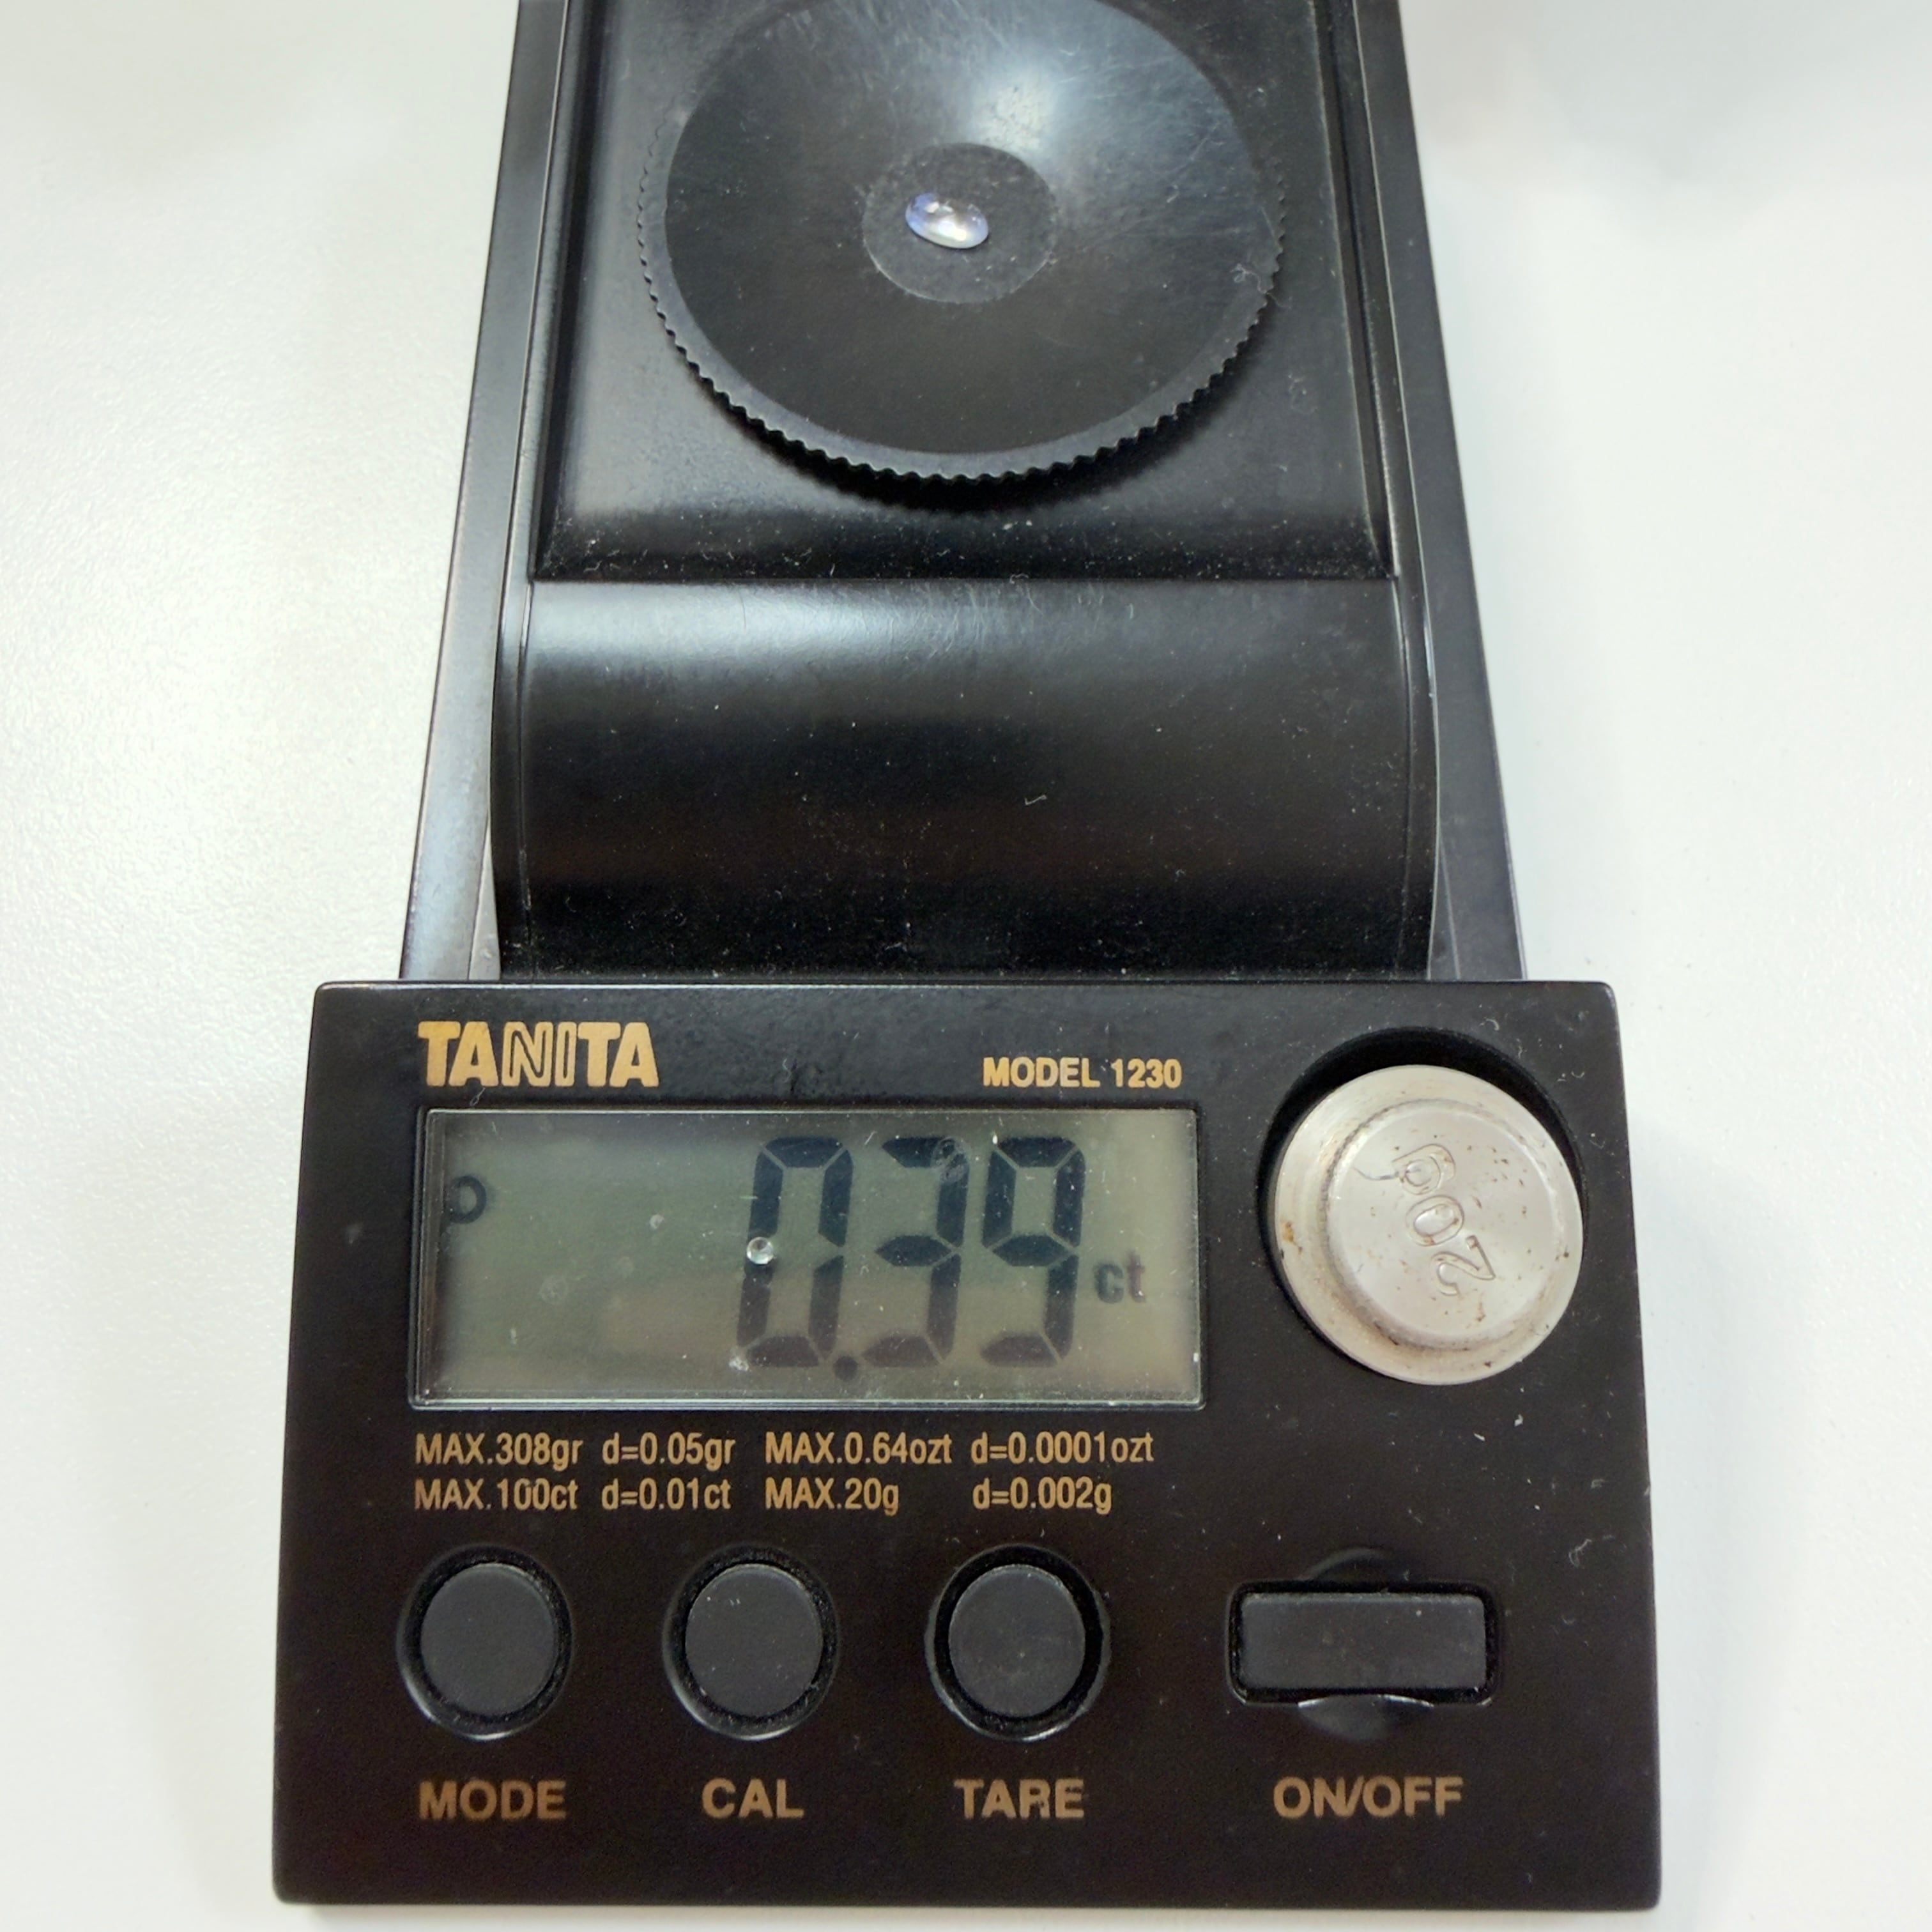 TANITA
MODEL 1230
o 0.39 ct
20g
MAX.308gr d=0.05gr MAX.0.64ozt d=0.0001ozt
MAX.100ct d=0.01ct MAX.20g d=0.002g
MODE CAL TARE ON/OFF